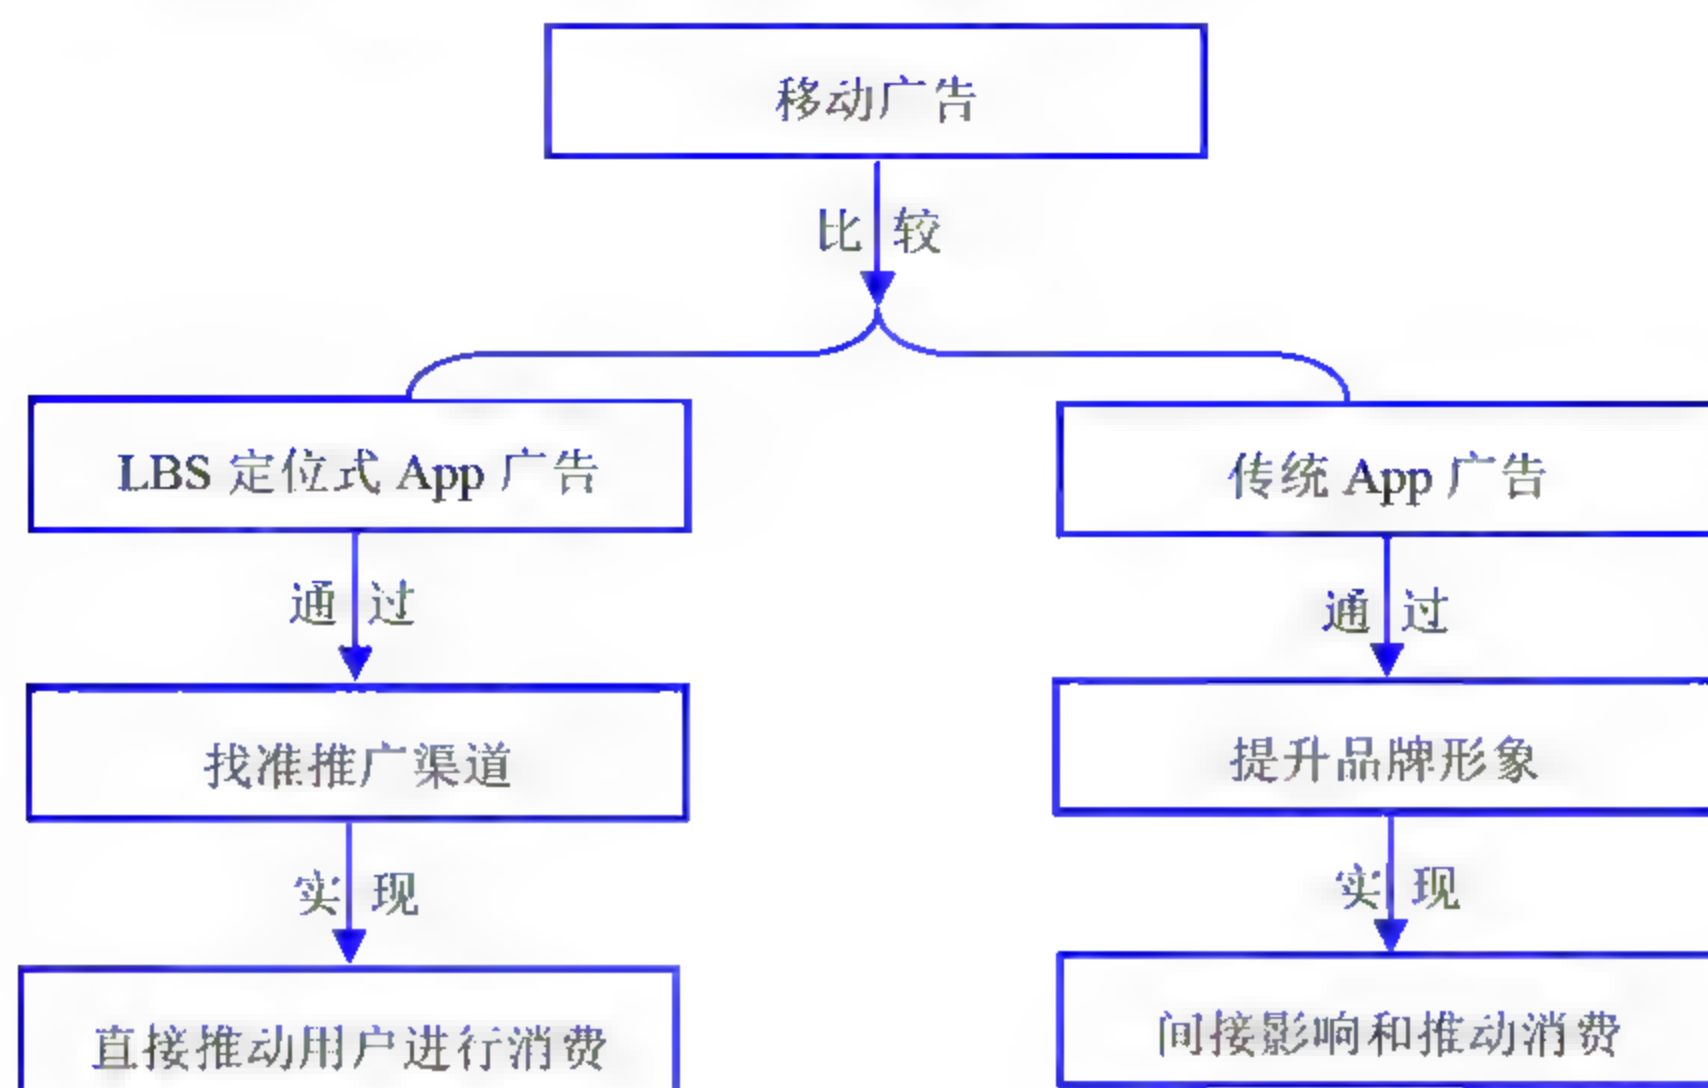 移动广告
比较
LBS 定位式 App 广告
传统 App 广告
通过
通过
找准推广渠道
提升品牌形象
实现
实现
直接推动用户进行消费
间接影响和推动消费